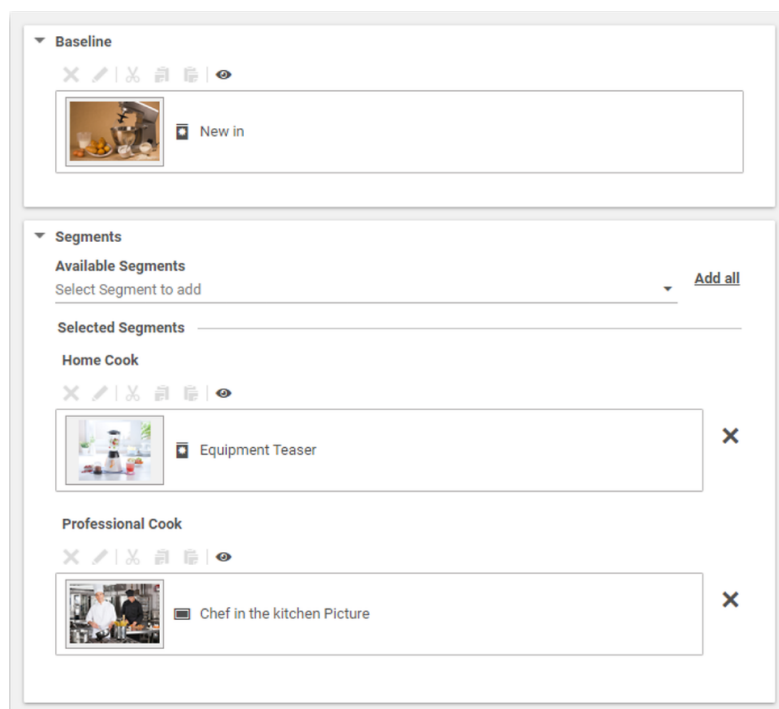 Baseline
New in
Segments
Available Segments
Select Segment to add
Add all
Selected Segments
Home Cook
Equipment Teaser
Professional Cook
Chef in the kitchen Picture